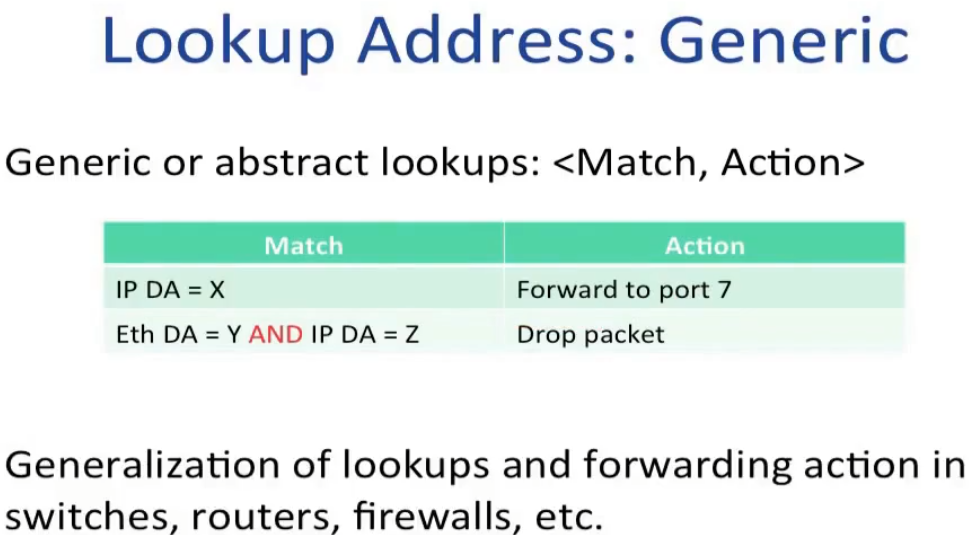 Lookup Address: Generic
Generic or abstract lookups: <Match, Action>
Match Action
IP DA = X Forward to port 7
Eth DA = Y AND IP DA = Z Drop packet
Generalization of lookups and forwarding action in
switches, routers, firewalls, etc.